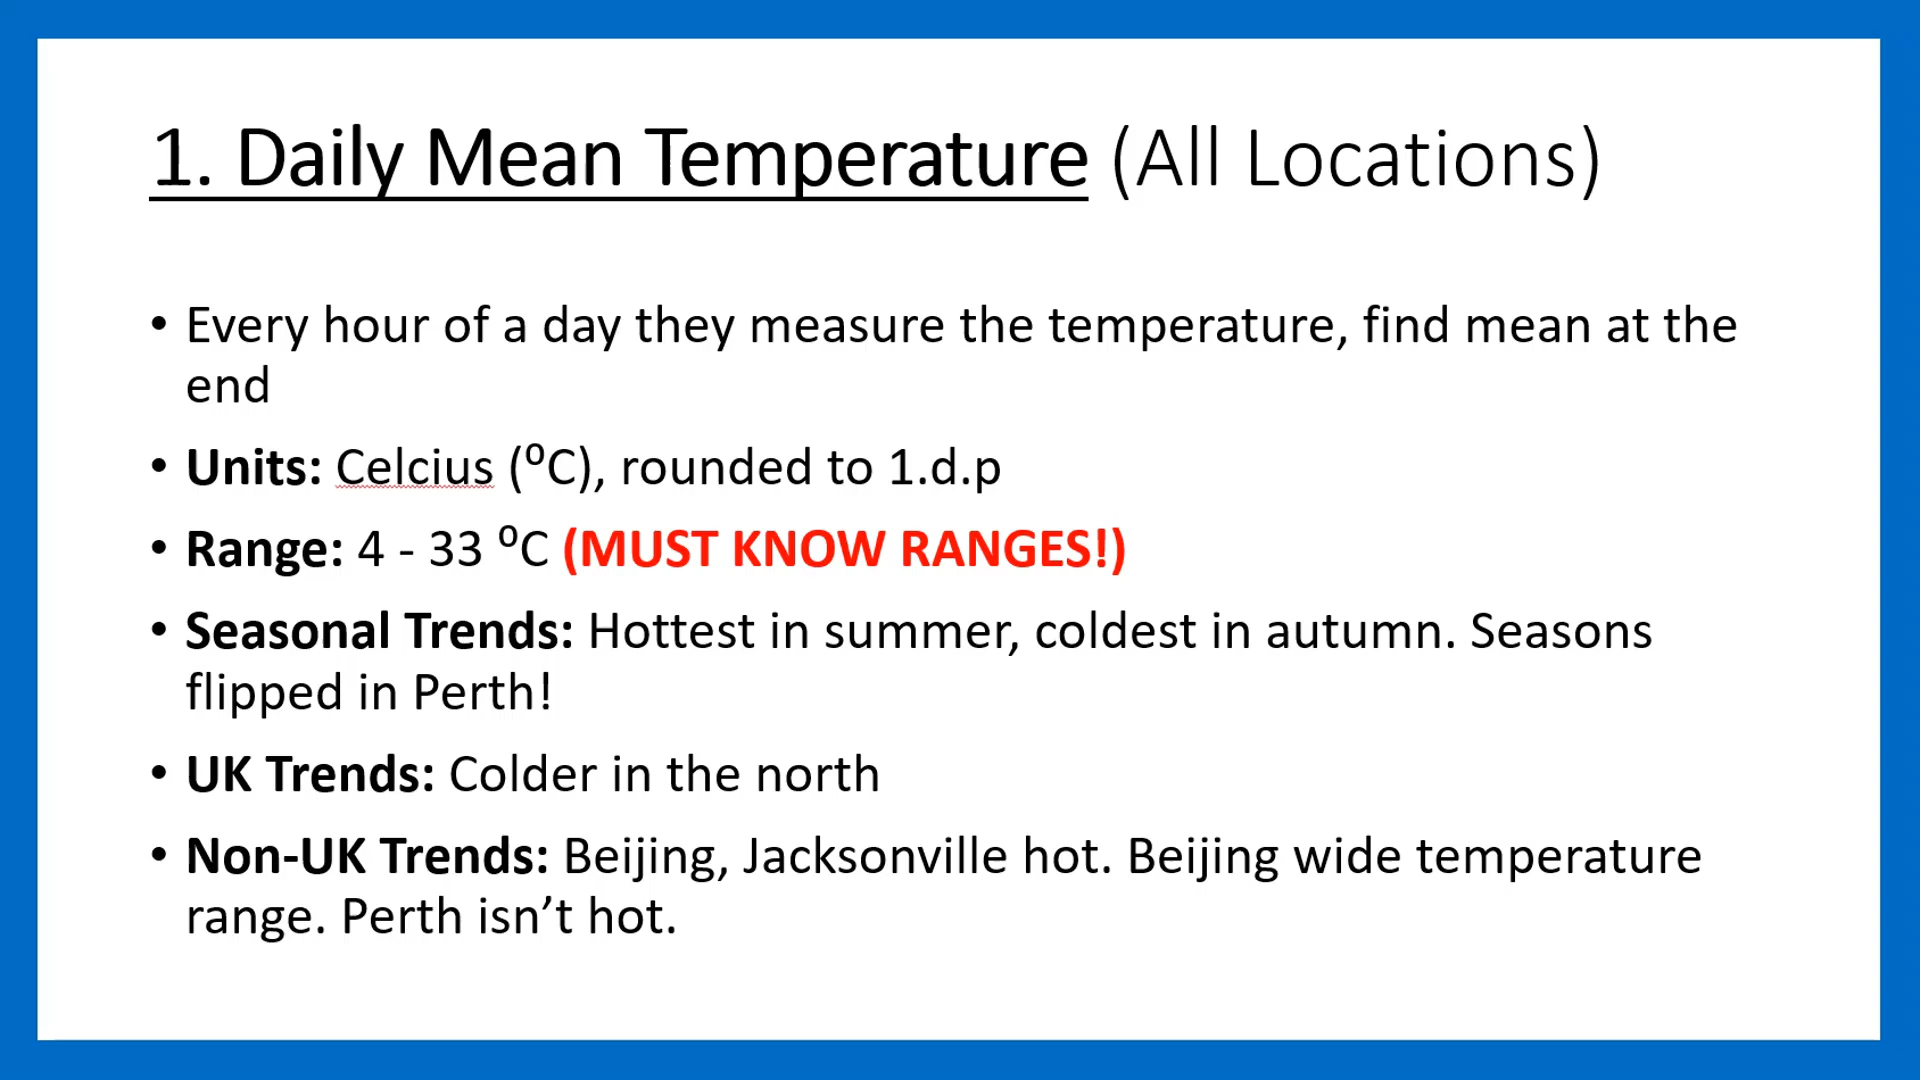 1. Daily Mean Temperature (All Locations)
• Every hour of a day they measure the temperature, find mean at the
end
• Units: Celcius (⁰C), rounded to 1.d.p
• Range: 4 - 33 ⁰C (MUST KNOW RANGES!)
• Seasonal Trends: Hottest in summer, coldest in autumn. Seasons
flipped in Perth!
• UK Trends: Colder in the north
• Non-UK Trends: Beijing, Jacksonville hot. Beijing wide temperature
range. Perth isn’t hot.